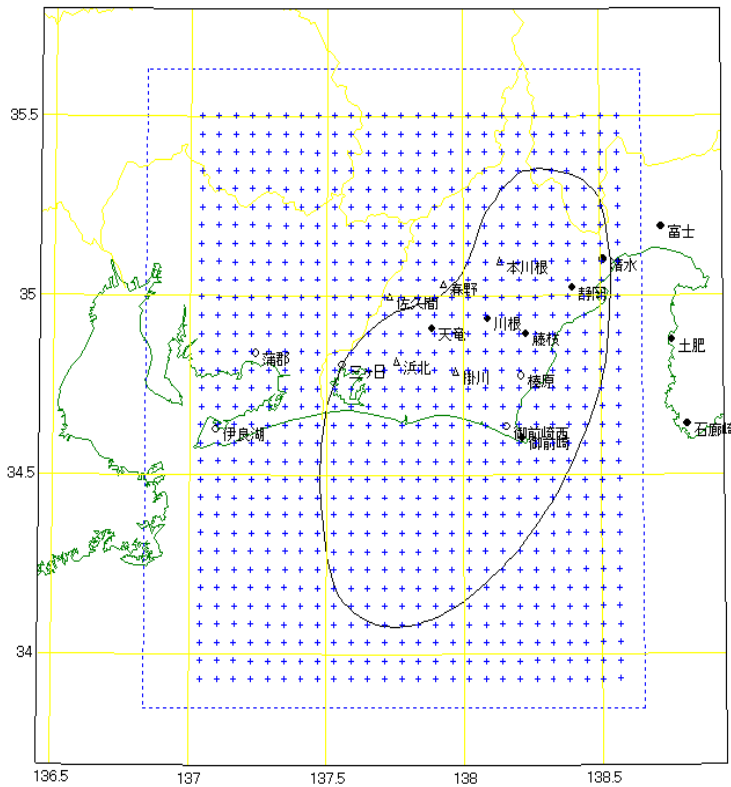 35.5
富士
本川根
清水
春野
静岡
35
佐久間
川根
天竜
藤枝
土肥
蒲郡
三ヶ日
浜北
掛川
榛原
伊良湖
御前崎西
石廊崎
御前崎
34.5
34
136.5
137
137.5
138
138.5